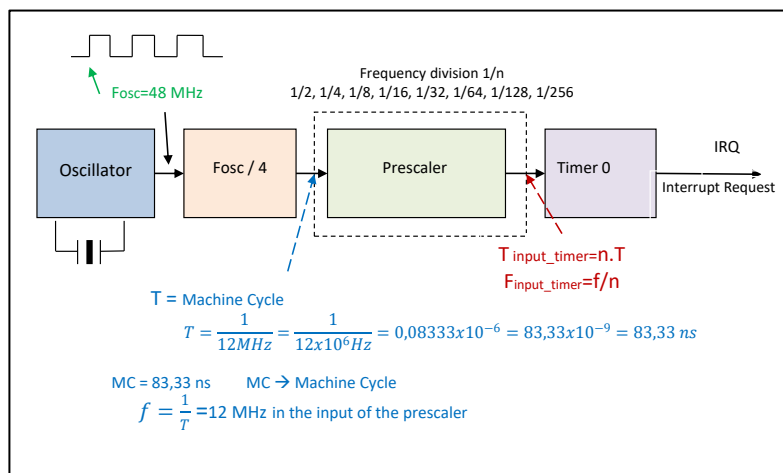 Frequency division 1/n
1/2, 1/4, 1/8, 1/16, 1/32, 1/64, 1/128, 1/256
Fosc=48 MHz
Oscillator
Fosc / 4
Prescaler
Timer 0
IRQ
Interrupt Request
T input_timer=n.T
Finput_timer=f/n
T = Machine Cycle
T = 1/12MHz = 1/12x10⁶Hz = 0,08333x10⁻⁶ = 83,33x10⁻⁹ = 83,33 ns
MC = 83,33 ns MC → Machine Cycle
f = 1/T =12 MHz in the input of the prescaler